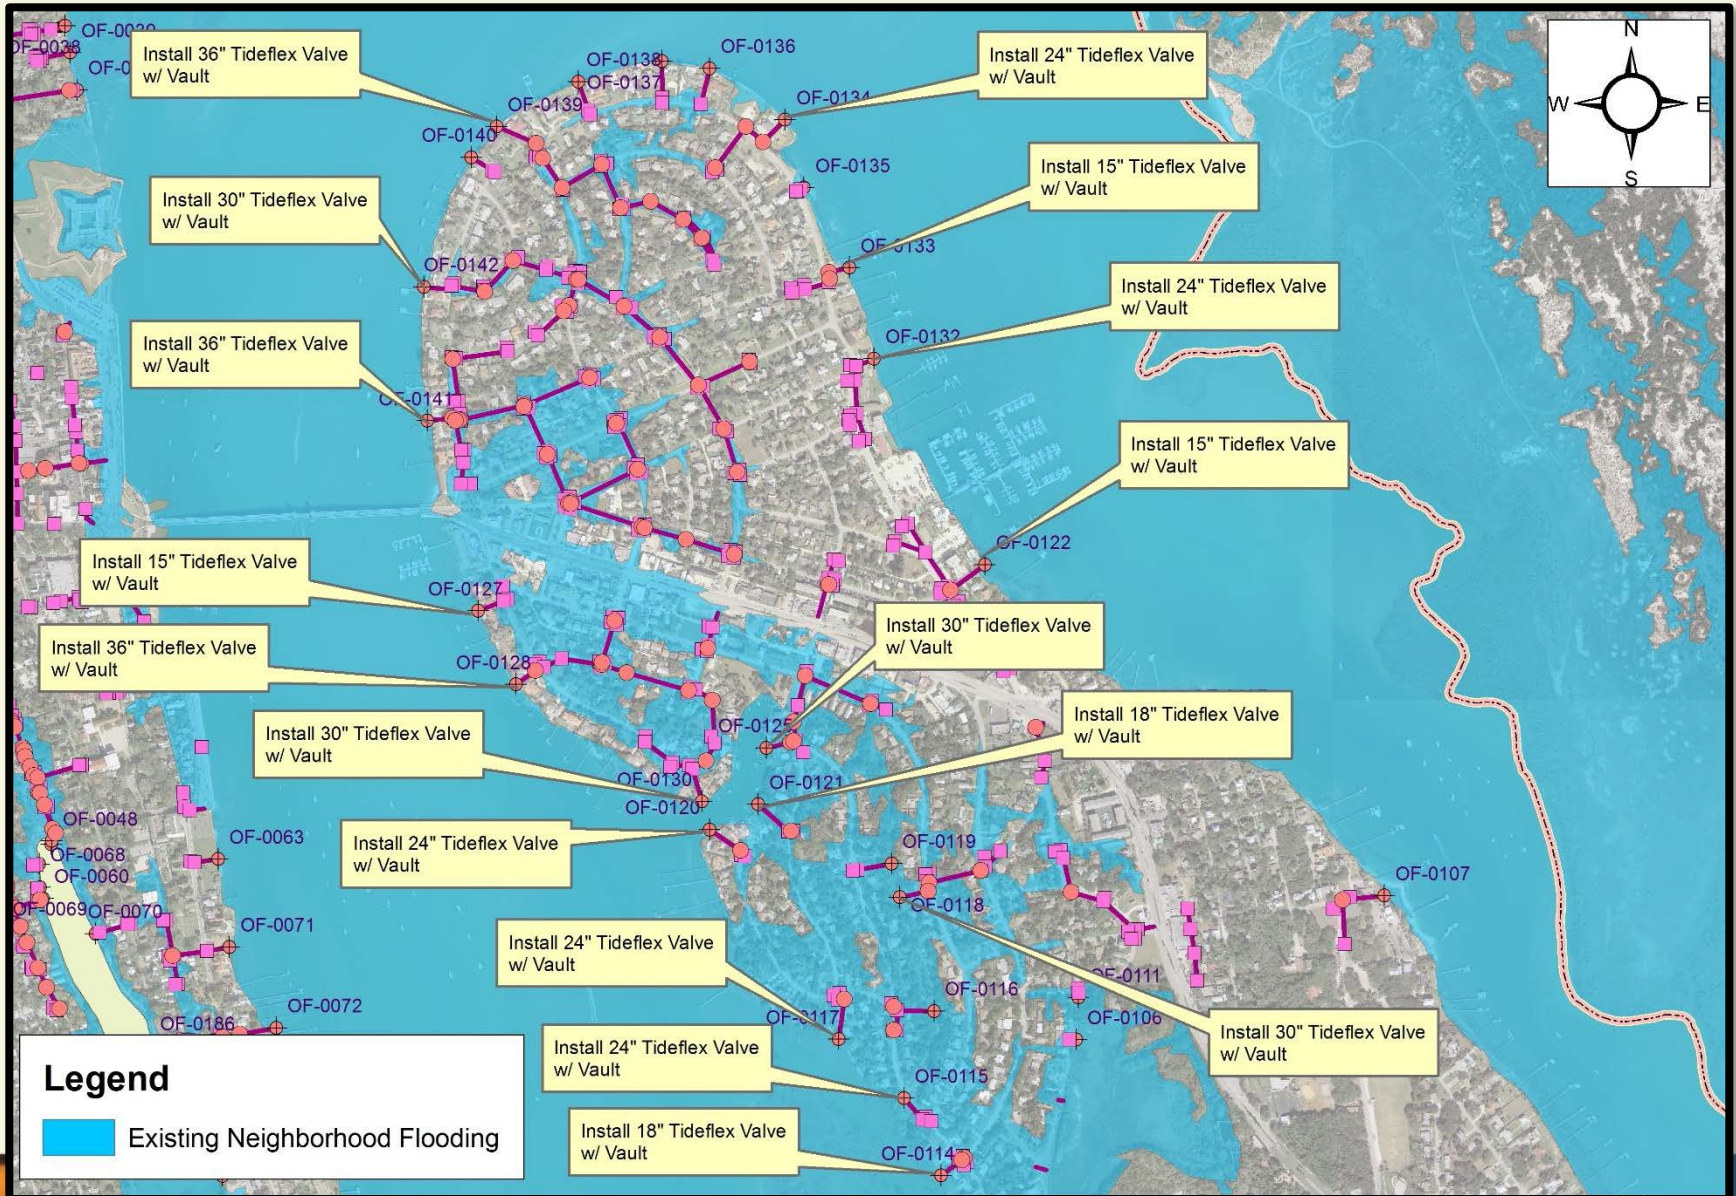 OF-0039
OF-0038
Install 36" Tideflex Valve
w/ Vault
OF-0138
OF-0136
OF-0137
OF-0139
OF-0140
OF-0134
Install 24" Tideflex Valve
w/ Vault
N
W
E
S
OF-0135
Install 15" Tideflex Valve
w/ Vault
Install 30" Tideflex Valve
w/ Vault
OF-0142
OF-0133
Install 24" Tideflex Valve
w/ Vault
OF-0132
Install 36" Tideflex Valve
w/ Vault
OF-0141
Install 15" Tideflex Valve
w/ Vault
OF-0122
Install 15" Tideflex Valve
w/ Vault
OF-0127
Install 36" Tideflex Valve
w/ Vault
OF-0128
Install 30" Tideflex Valve
w/ Vault
Install 30" Tideflex Valve
w/ Vault
OF-0125
Install 18" Tideflex Valve
w/ Vault
OF-0130
OF-0121
OF-0120
Install 24" Tideflex Valve
w/ Vault
OF-0048
OF-0063
OF-0068
OF-0060
OF-0069
OF-0070
OF-0071
OF-0119
OF-0118
OF-0107
Install 24" Tideflex Valve
w/ Vault
OF-0111
OF-0116
OF-0117
OF-0106
OF-0072
OF-0186
Install 30" Tideflex Valve
w/ Vault
Install 24" Tideflex Valve
w/ Vault
OF-0115
Install 18" Tideflex Valve
w/ Vault
OF-0114
Legend
Existing Neighborhood Flooding